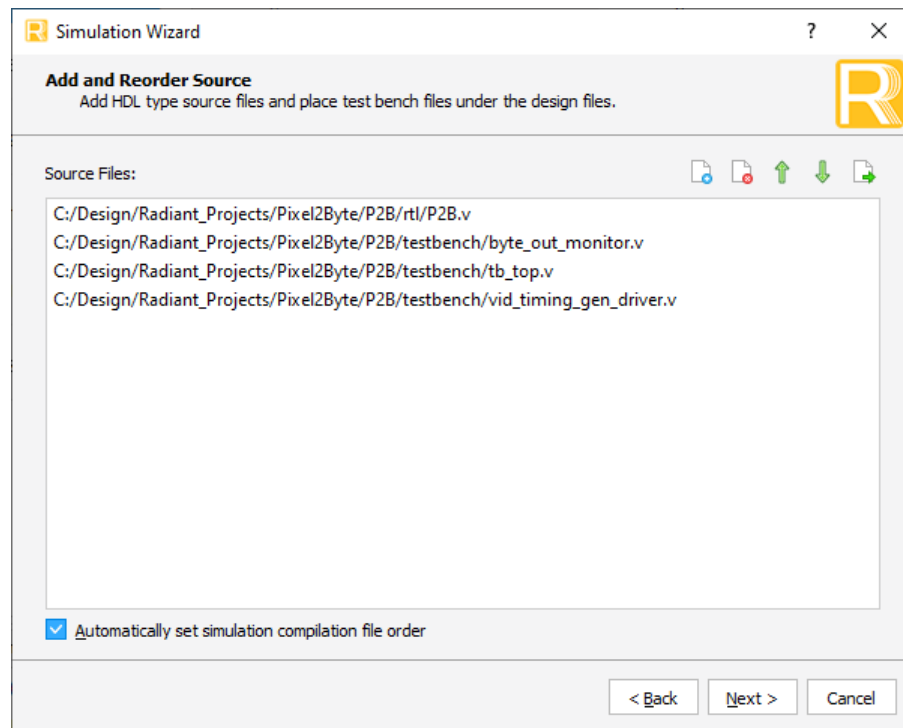 Simulation Wizard
Add and Reorder Source
Add HDL type source files and place test bench files under the design files.
Source Files:
C:/Design/Radiant_Projects/Pixel2Byte/P2B/rtl/P2B.v
C:/Design/Radiant_Projects/Pixel2Byte/P2B/testbench/byte_out_monitor.v
C:/Design/Radiant_Projects/Pixel2Byte/P2B/testbench/tb_top.v
C:/Design/Radiant_Projects/Pixel2Byte/P2B/testbench/vid_timing_gen_driver.v
Automatically set simulation compilation file order
< Back Next > Cancel